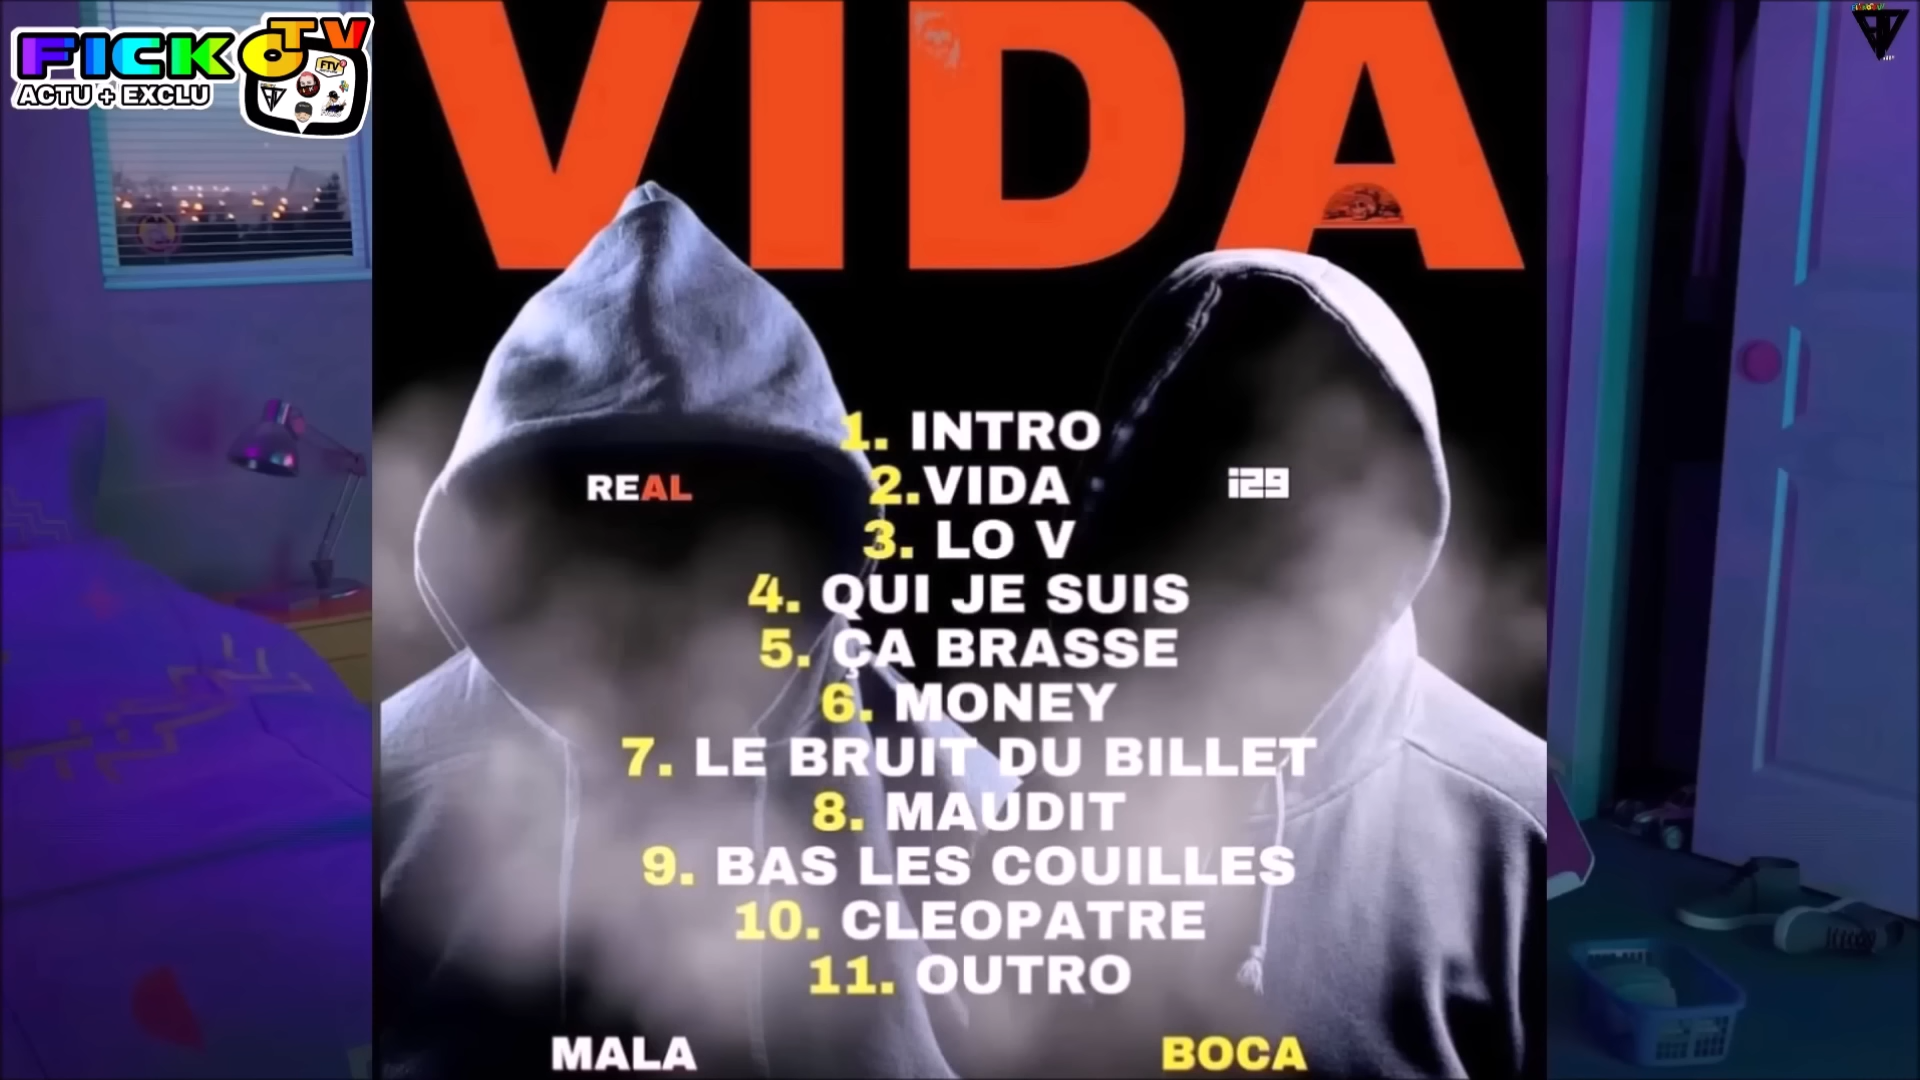 FICKO TV
ACTU + EXCLU
FTV
VIDA
REAL
i29
1. INTRO
2.VIDA
3. LO V
4. QUI JE SUIS
5. ÇA BRASSE
6. MONEY
7. LE BRUIT DU BILLET
8. MAUDIT
9. BAS LES COUILLES
10. CLEOPATRE
11. OUTRO
MALA
BOCA